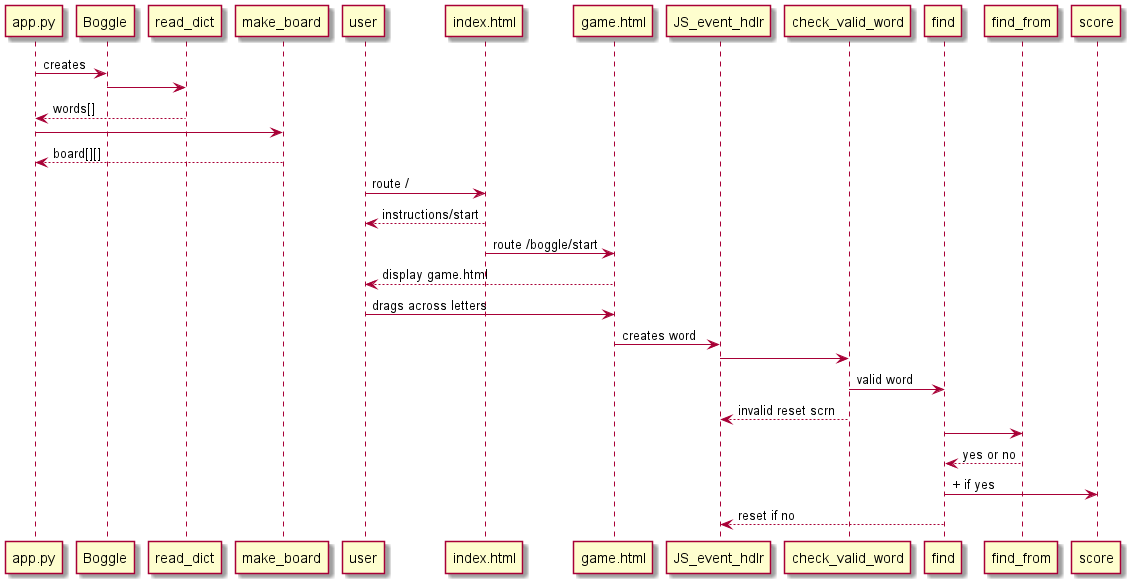 app.py Boggle read_dict make_board user index.html game.html JS_event_hdlr check_valid_word find find_from score
creates
words[]
board[][]
route /
instructions/start
route /boggle/start
display game.html
drags across letters
creates word
valid word
invalid reset scrn
yes or no
+ if yes
reset if no
app.py Boggle read_dict make_board user index.html game.html JS_event_hdlr check_valid_word find find_from score